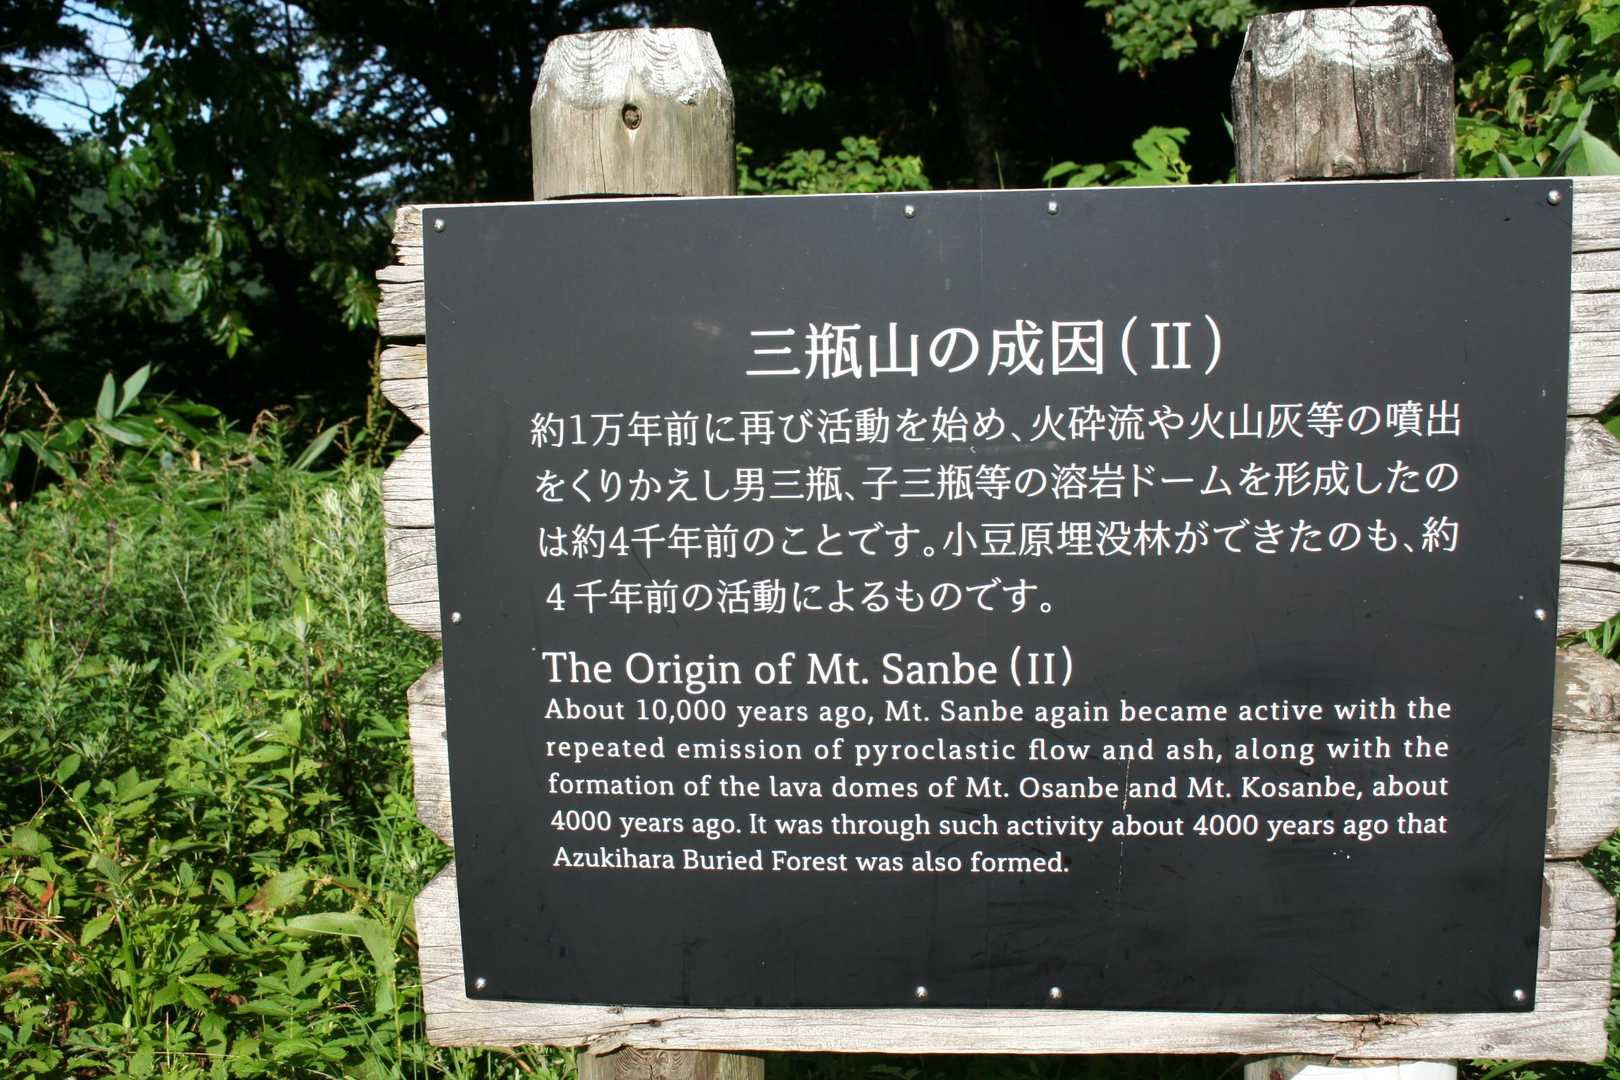 三瓶山の成因(Ⅱ)
約1万年前に再び活動を始め、火砕流や火山灰等の噴出
をくりかえし男三瓶、子三瓶等の溶岩ドームを形成したの
は約4千年前のことです。小豆原埋没林ができたのも、約
4千年前の活動によるものです。
The Origin of Mt. Sanbe (II)
About 10,000 years ago, Mt. Sanbe again became active with the
repeated emission of pyroclastic flow and ash, along with the
formation of the lava domes of Mt. Osanbe and Mt. Kosanbe, about
4000 years ago. It was through such activity about 4000 years ago that
Azukihara Buried Forest was also formed.